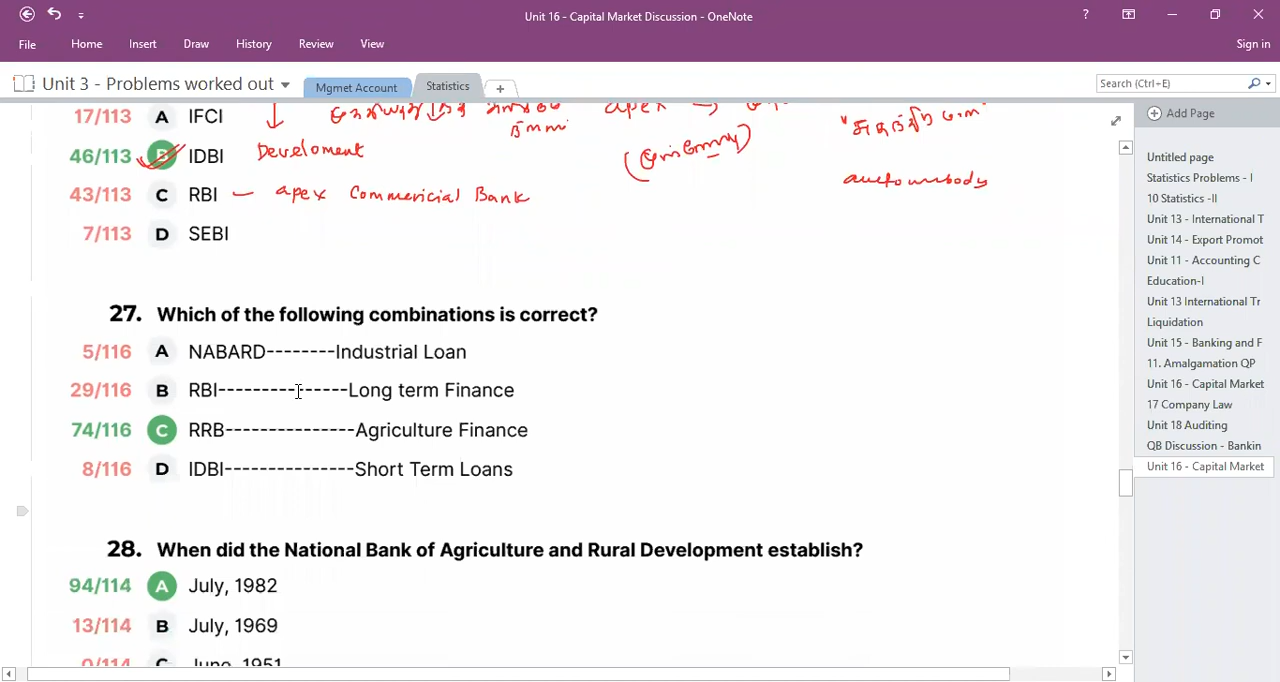 Unit 16 - Capital Market Discussion - OneNote
?
File Home Insert Draw History Review View
Sign in
Unit 3 - Problems worked out
Mgmet Account
Statistics
Search (Ctrl+E)
Add Page
17/113 A IFCI
apex
46/113 B IDBI Develoment
43/113 C RBI - apex Commericial Bank
7/113 D SEBI
27. Which of the following combinations is correct?
5/116 A NABARD--------Industrial Loan
29/116 B RBI---------------Long term Finance
74/116 C RRB---------------Agriculture Finance
8/116 D IDBI---------------Short Term Loans
28. When did the National Bank of Agriculture and Rural Development establish?
94/114 A July, 1982
13/114 B July, 1969
0/114 C June, 1951
Untitled page
Statistics Problems - I
10 Statistics -II
Unit 13 - International T
Unit 14 - Export Promot
Unit 11 - Accounting C
Education-I
Unit 13 International Tr
Liquidation
Unit 15 - Banking and F
11. Amalgamation QP
Unit 16 - Capital Market
17 Company Law
Unit 18 Auditing
QB Discussion - Bankin
Unit 16 - Capital Market